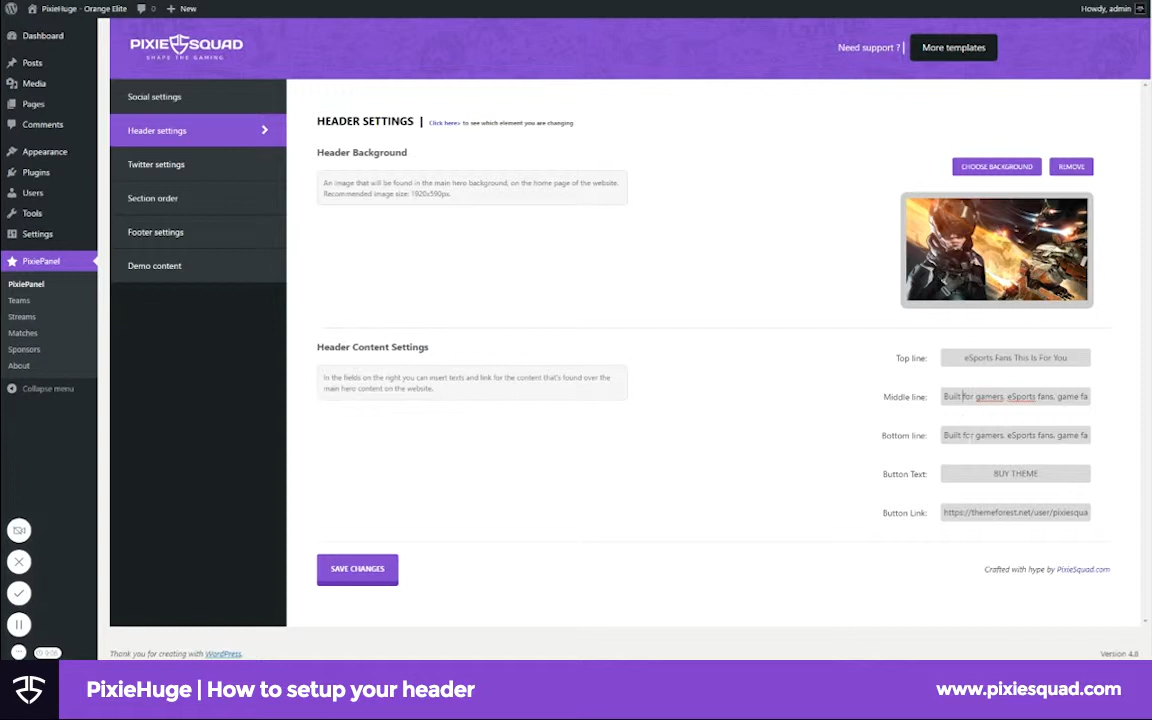 PixieHuge - Orange Elite
0
New
Howdy, admin
Dashboard
Posts
Media
Pages
Comments
Appearance
Plugins
Users
Tools
Settings
PixiePanel
PixiePanel
Teams
Streams
Matches
Sponsors
About
Collapse menu
PIXIE SQUAD
SHAPE THE GAMING
Need support ? |
More templates
Social settings
Header settings
Twitter settings
Section order
Footer settings
Demo content
HEADER SETTINGS | Click here> to see which element you are changing
Header Background
An image that will be found in the main hero background, on the home page of the website.
Recommended image size: 1920x590px.
CHOOSE BACKGROUND
REMOVE
Header Content Settings
In the fields on the right you can insert texts and link for the content that's found over the
main hero content on the website.
Top line: eSports Fans This Is For You
Middle line: Built for gamers, eSports fans, game fa
Bottom line: Built for gamers, eSports fans, game fa
Button Text: BUY THEME
Button Link: https://themeforest.net/user/pixiesqua
SAVE CHANGES
Crafted with hype by PixieSquad.com
Thank you for creating with WordPress.
Version 4.8
PixieHuge | How to setup your header
www.pixiesquad.com